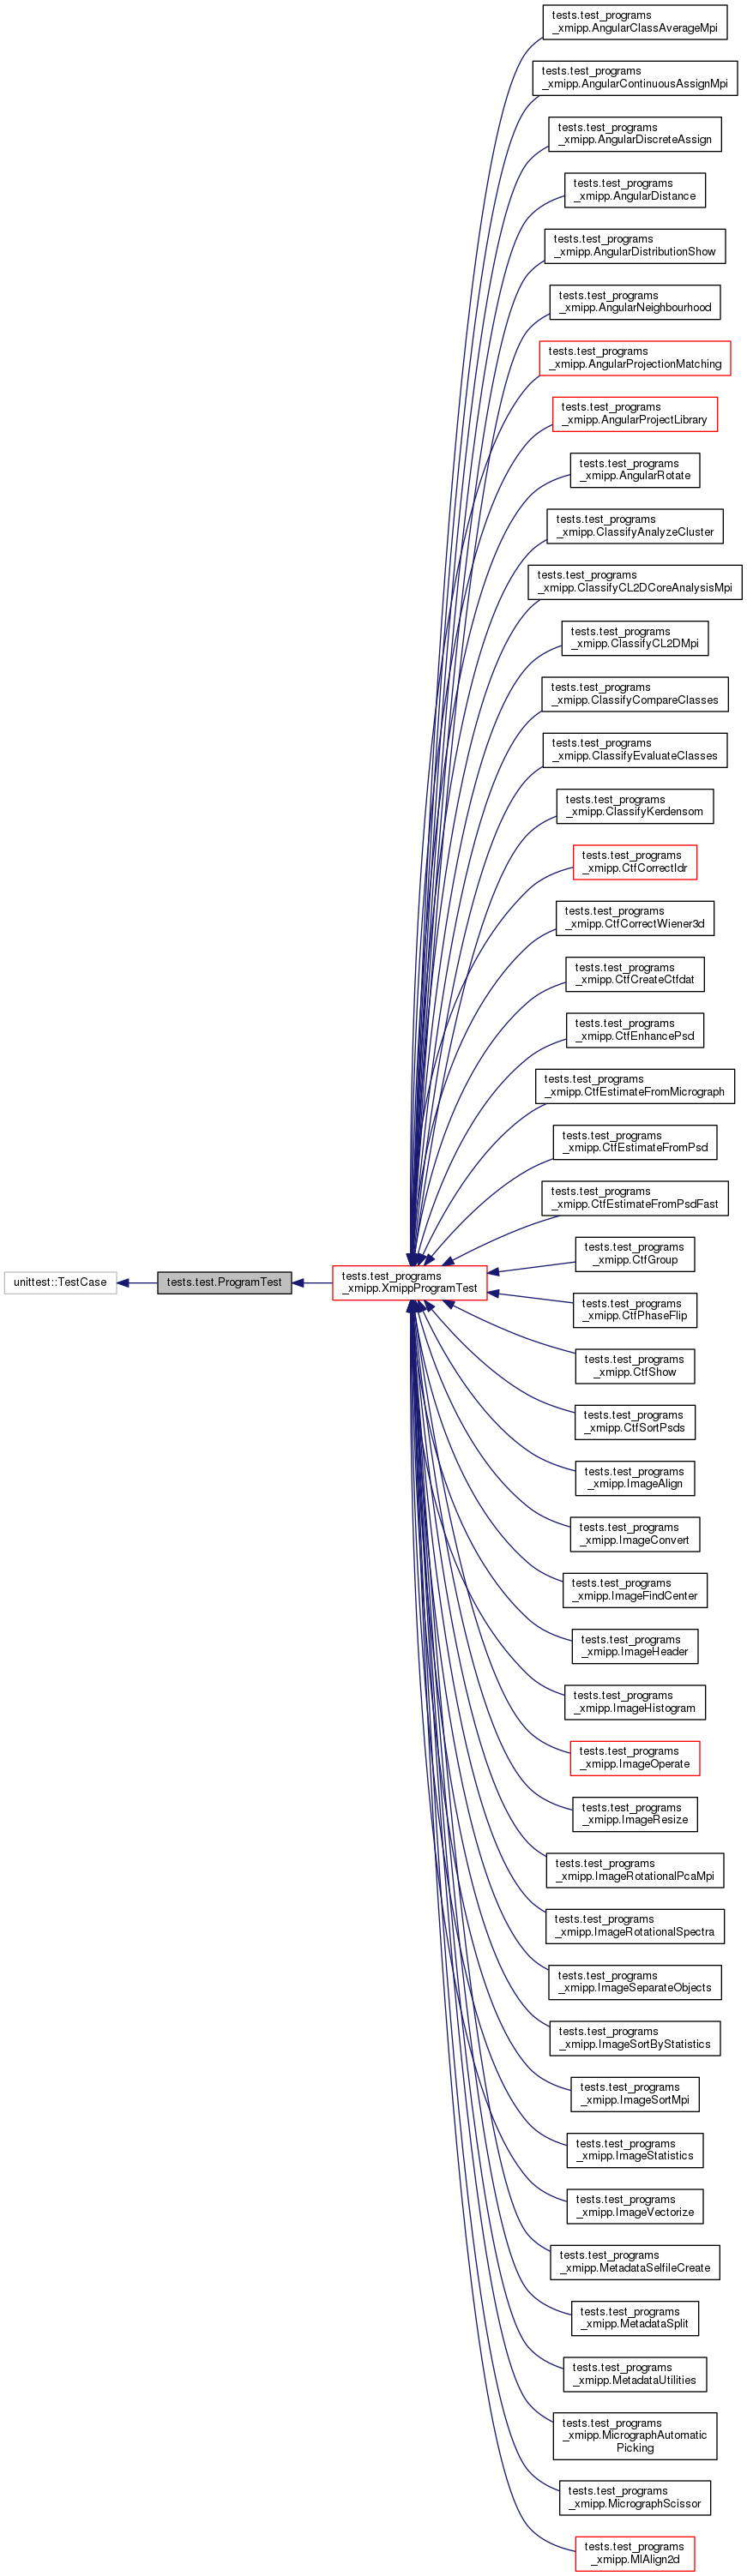 tests.test_programs
_xmipp.AngularClassAverageMpi
tests.test_programs
_xmipp.AngularContinuousAssignMpi
tests.test_programs
_xmipp.AngularDiscreteAssign
tests.test_programs
_xmipp.AngularDistance
tests.test_programs
_xmipp.AngularDistributionShow
tests.test_programs
_xmipp.AngularNeighbourhood
tests.test_programs
_xmipp.AngularProjectionMatching
tests.test_programs
_xmipp.AngularProjectLibrary
tests.test_programs
_xmipp.AngularRotate
tests.test_programs
_xmipp.ClassifyAnalyzeCluster
tests.test_programs
_xmipp.ClassifyCL2DCoreAnalysisMpi
tests.test_programs
_xmipp.ClassifyCL2DMpi
tests.test_programs
_xmipp.ClassifyCompareClasses
tests.test_programs
_xmipp.ClassifyEvaluateClasses
tests.test_programs
_xmipp.ClassifyKerdensom
tests.test_programs
_xmipp.CtfCorrectIdr
tests.test_programs
_xmipp.CtfCorrectWiener3d
tests.test_programs
_xmipp.CtfCreateCtfdat
tests.test_programs
_xmipp.CtfEnhancePsd
tests.test_programs
_xmipp.CtfEstimateFromMicrograph
tests.test_programs
_xmipp.CtfEstimateFromPsd
tests.test_programs
_xmipp.CtfEstimateFromPsdFast
unittest::TestCase
tests.test.ProgramTest
tests.test_programs
_xmipp.XmippProgramTest
tests.test_programs
_xmipp.CtfGroup
tests.test_programs
_xmipp.CtfPhaseFlip
tests.test_programs
_xmipp.CtfShow
tests.test_programs
_xmipp.CtfSortPsds
tests.test_programs
_xmipp.ImageAlign
tests.test_programs
_xmipp.ImageConvert
tests.test_programs
_xmipp.ImageFindCenter
tests.test_programs
_xmipp.ImageHeader
tests.test_programs
_xmipp.ImageHistogram
tests.test_programs
_xmipp.ImageOperate
tests.test_programs
_xmipp.ImageResize
tests.test_programs
_xmipp.ImageRotationalPcaMpi
tests.test_programs
_xmipp.ImageRotationalSpectra
tests.test_programs
_xmipp.ImageSeparateObjects
tests.test_programs
_xmipp.ImageSortByStatistics
tests.test_programs
_xmipp.ImageSortMpi
tests.test_programs
_xmipp.ImageStatistics
tests.test_programs
_xmipp.ImageVectorize
tests.test_programs
_xmipp.MetadataSelfileCreate
tests.test_programs
_xmipp.MetadataSplit
tests.test_programs
_xmipp.MetadataUtilities
tests.test_programs
_xmipp.MicrographAutomatic
Picking
tests.test_programs
_xmipp.MicrographScissor
tests.test_programs
_xmipp.MlAlign2d